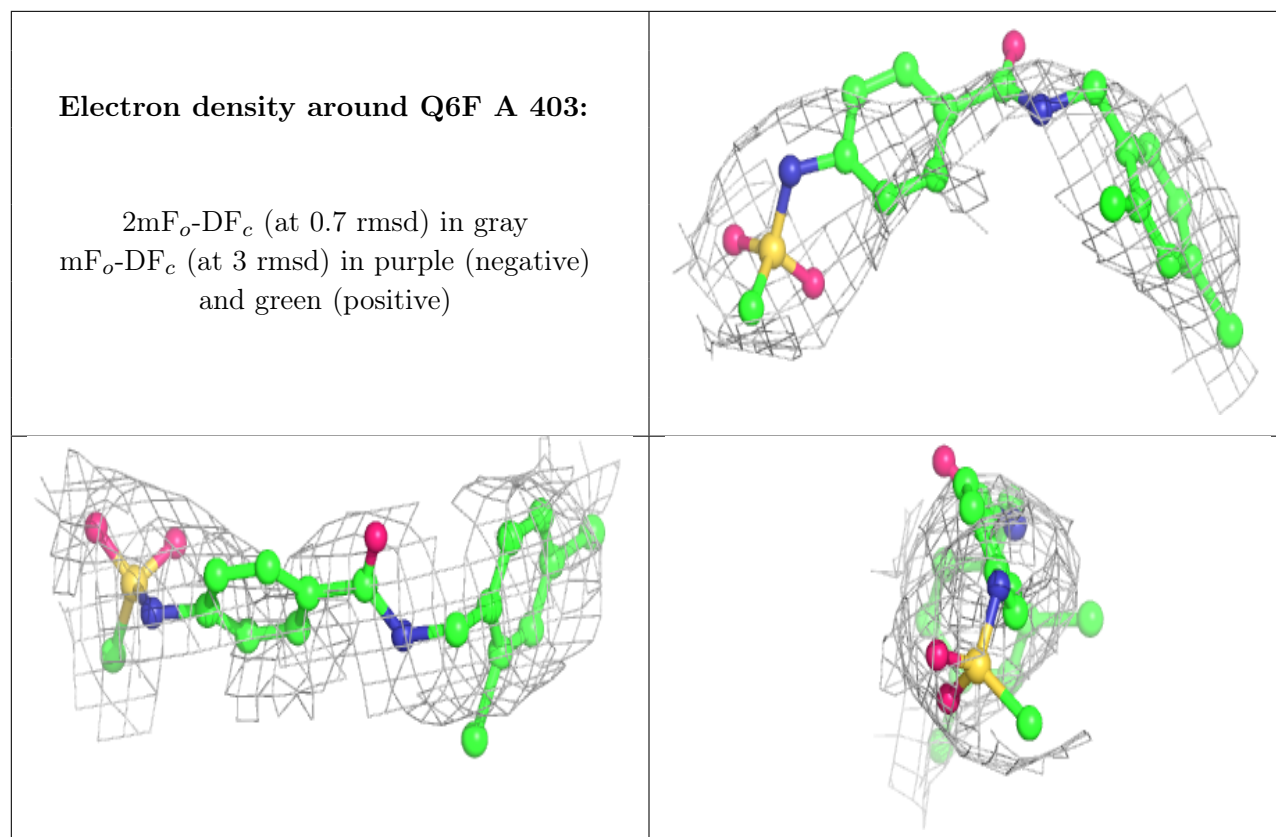 Electron density around Q6F A 403:
2mFo-DFc (at 0.7 rmsd) in gray
mFo-DFc (at 3 rmsd) in purple (negative)
and green (positive)